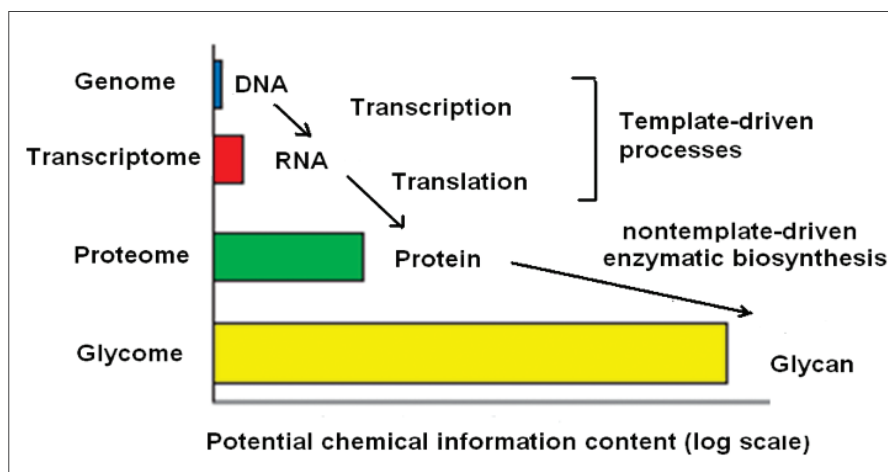 Genome
DNA
Transcription
Template-driven
processes
Transcriptome
RNA
Translation
Proteome
Protein
nontemplate-driven
enzymatic biosynthesis
Glycome
Glycan
Potential chemical information content (log scale)